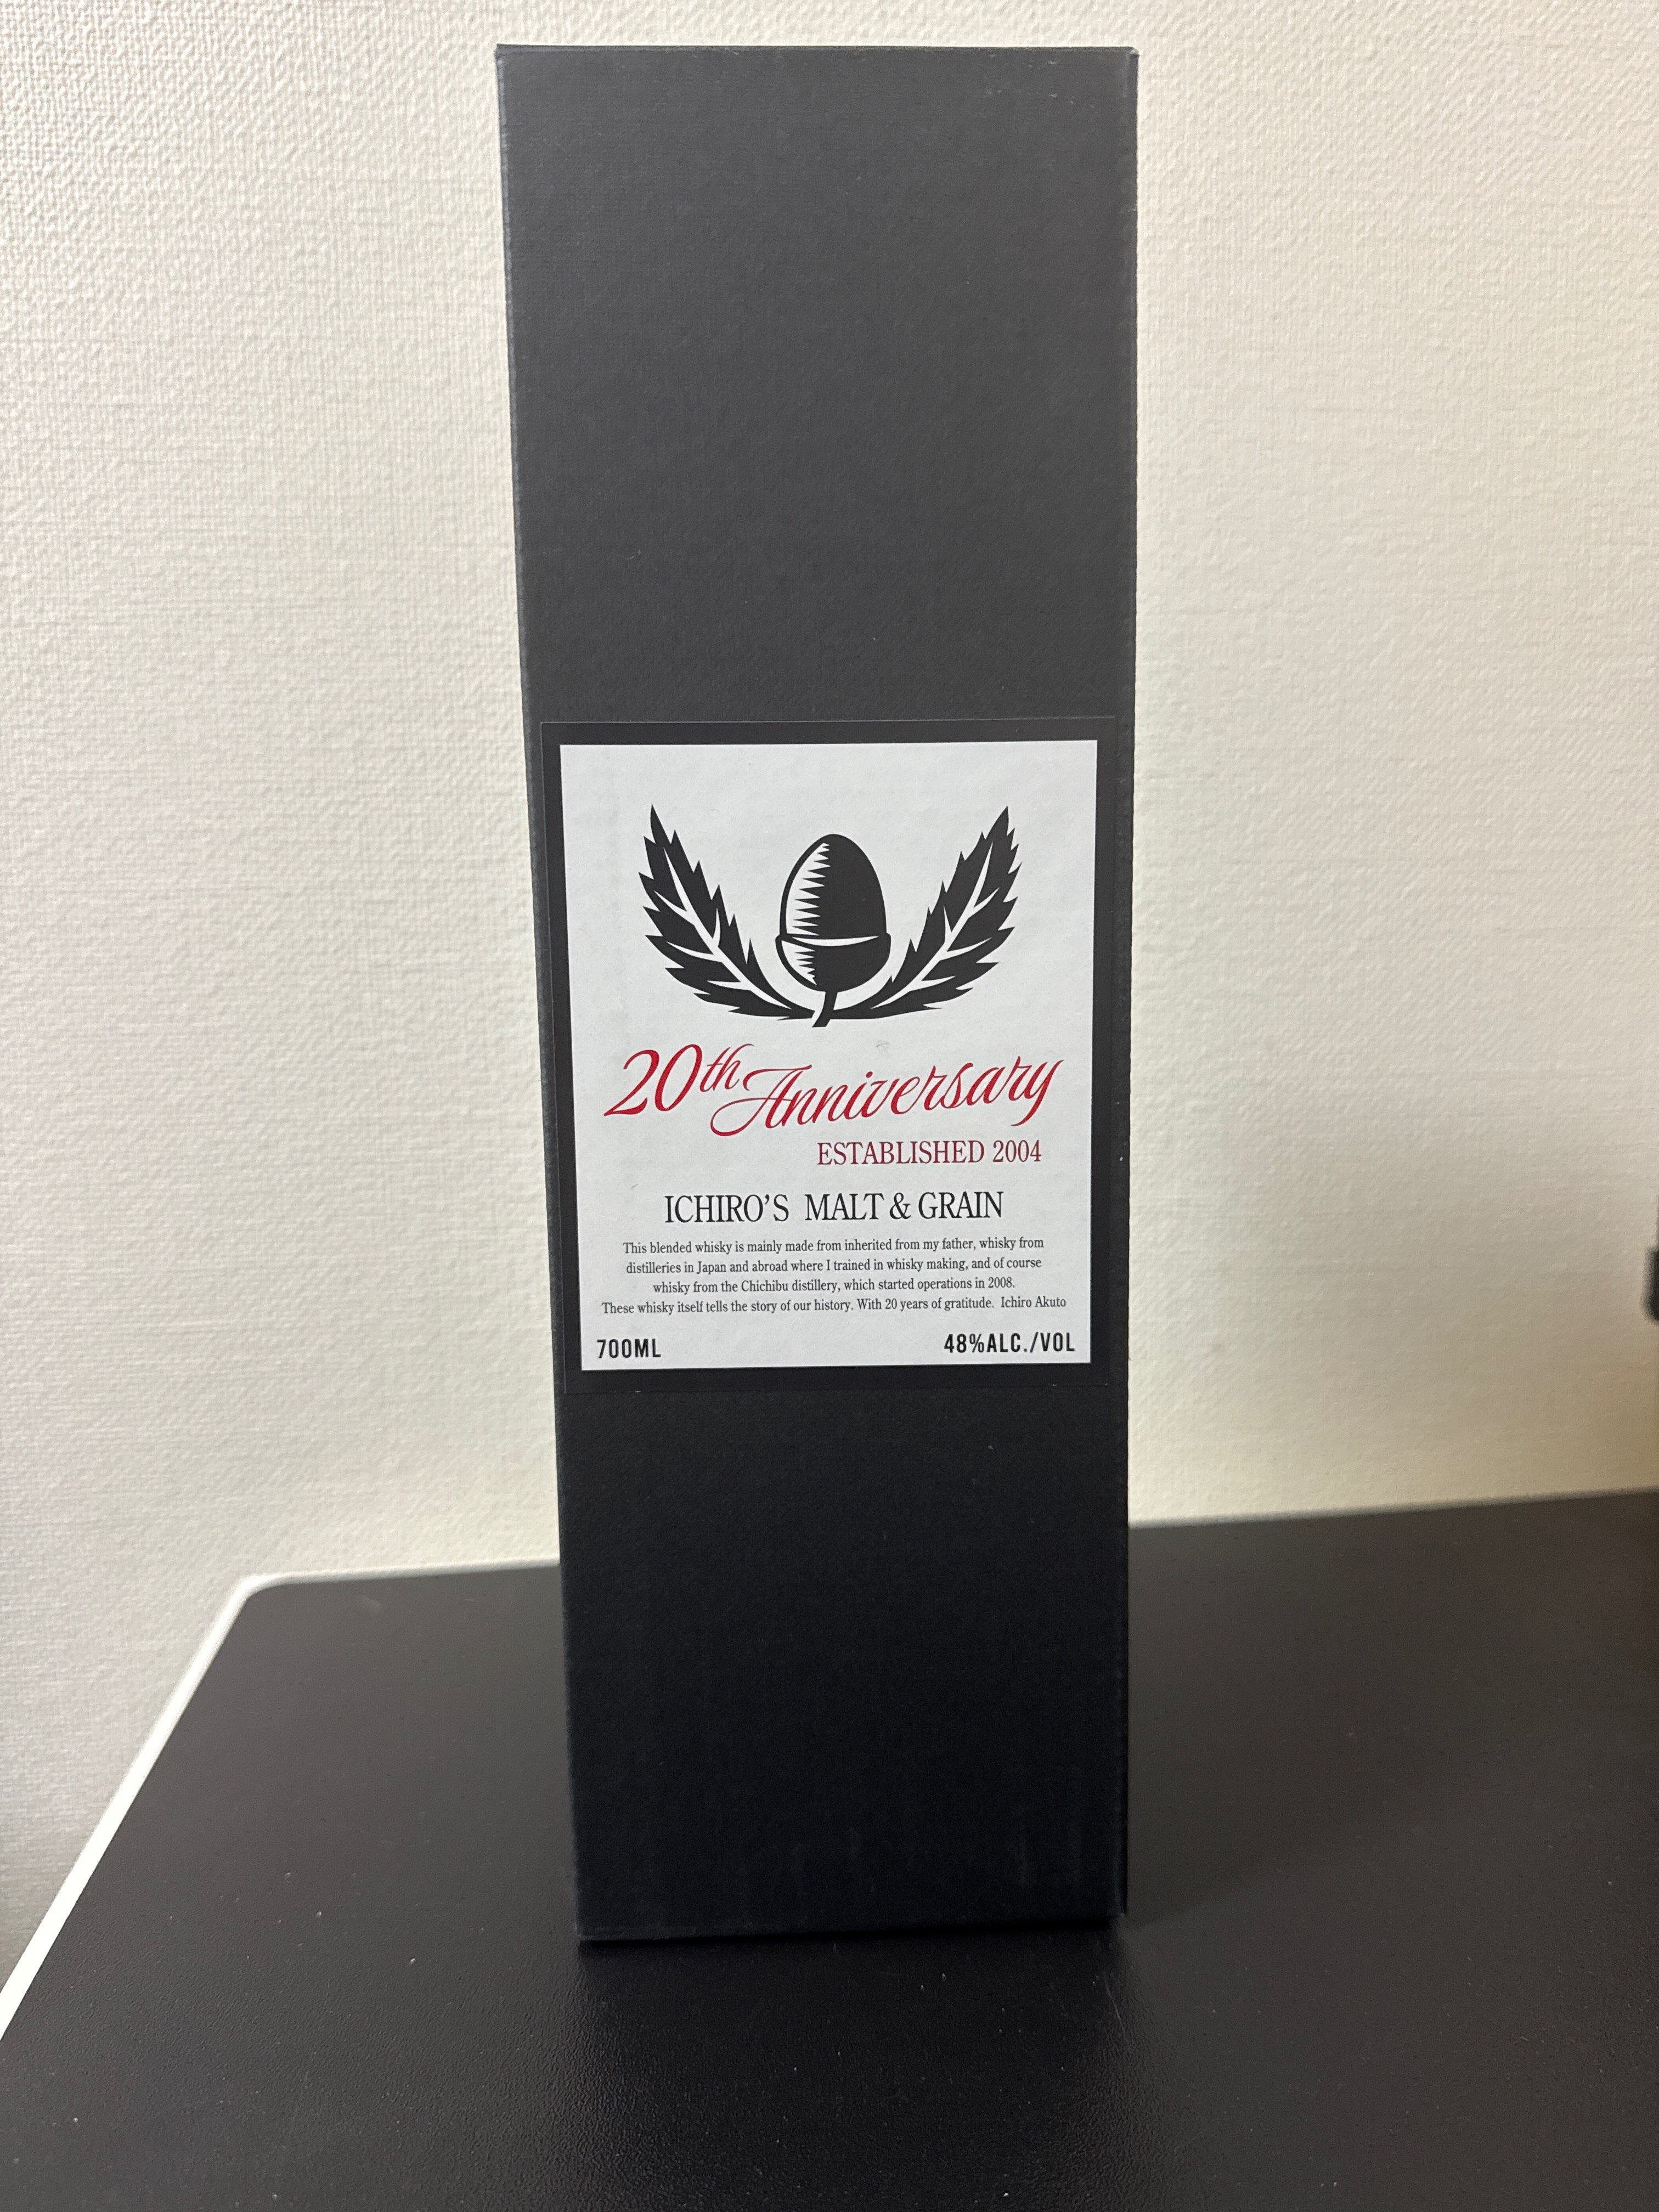 20th Anniversary
ESTABLISHED 2004
ICHIRO'S MALT & GRAIN
This blended whisky is mainly made from inherited from my father, whisky from
distilleries in Japan and abroad where I trained in whisky making, and of course
whisky from the Chichibu distillery, which started operations in 2008.
These whisky itself tells the story of our history. With 20 years of gratitude. Ichiro Akuto
700ML 48%ALC./VOL